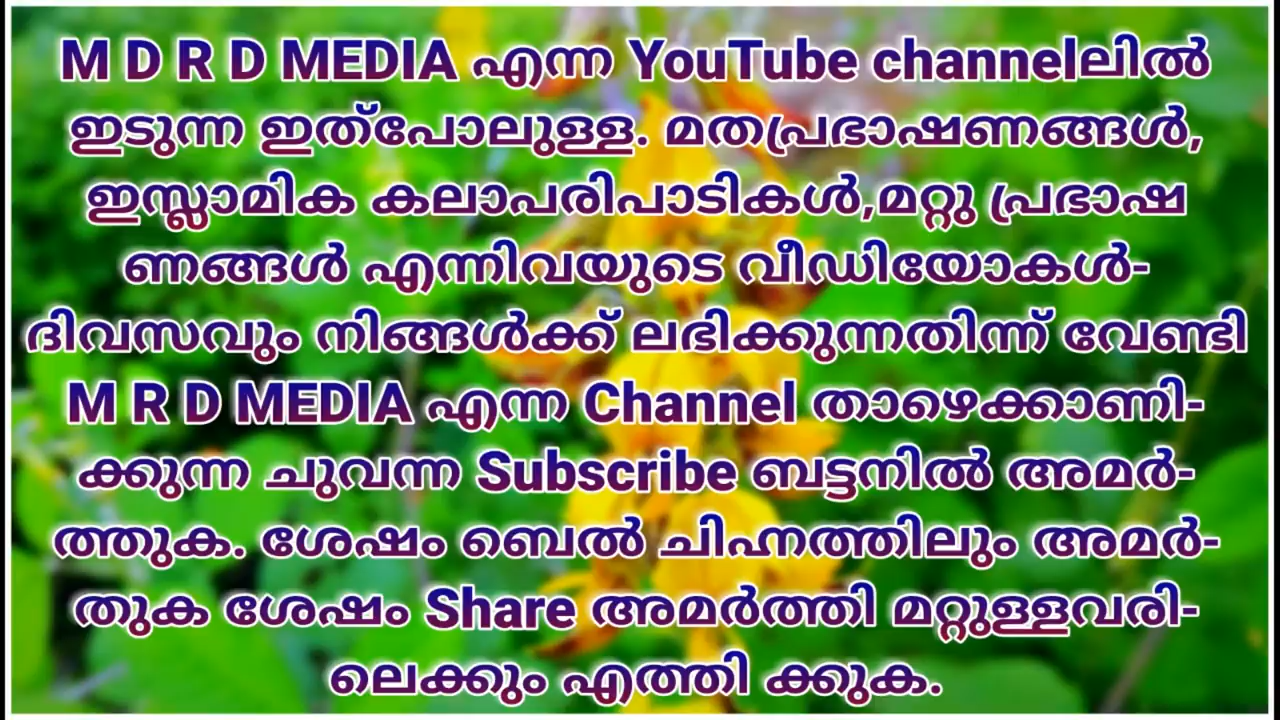 M D R D MEDIA എന്ന YouTube channelലിൽ
ഇടുന്ന ഇത്പോലുള്ള. മതപ്രഭാഷണങ്ങൾ,
ഇസ്ലാമിക കലാപരിപാടികൾ,മറ്റു പ്രഭാഷ
ണങ്ങൾ എന്നിവയുടെ വീഡിയോകൾ-
ദിവസവും നിങ്ങൾക്ക് ലഭിക്കുന്നതിന്ന് വേണ്ടി
M R D MEDIA എന്ന Channel താഴെക്കാണി-
ക്കുന്ന ചുവന്ന Subscribe ബട്ടനിൽ അമർ-
ത്തുക. ശേഷം ബെൽ ചിഹ്നത്തിലും അമർ-
തുക ശേഷം Share അമർത്തി മറ്റുള്ളവരി-
ലെക്കും എത്തി ക്കുക.